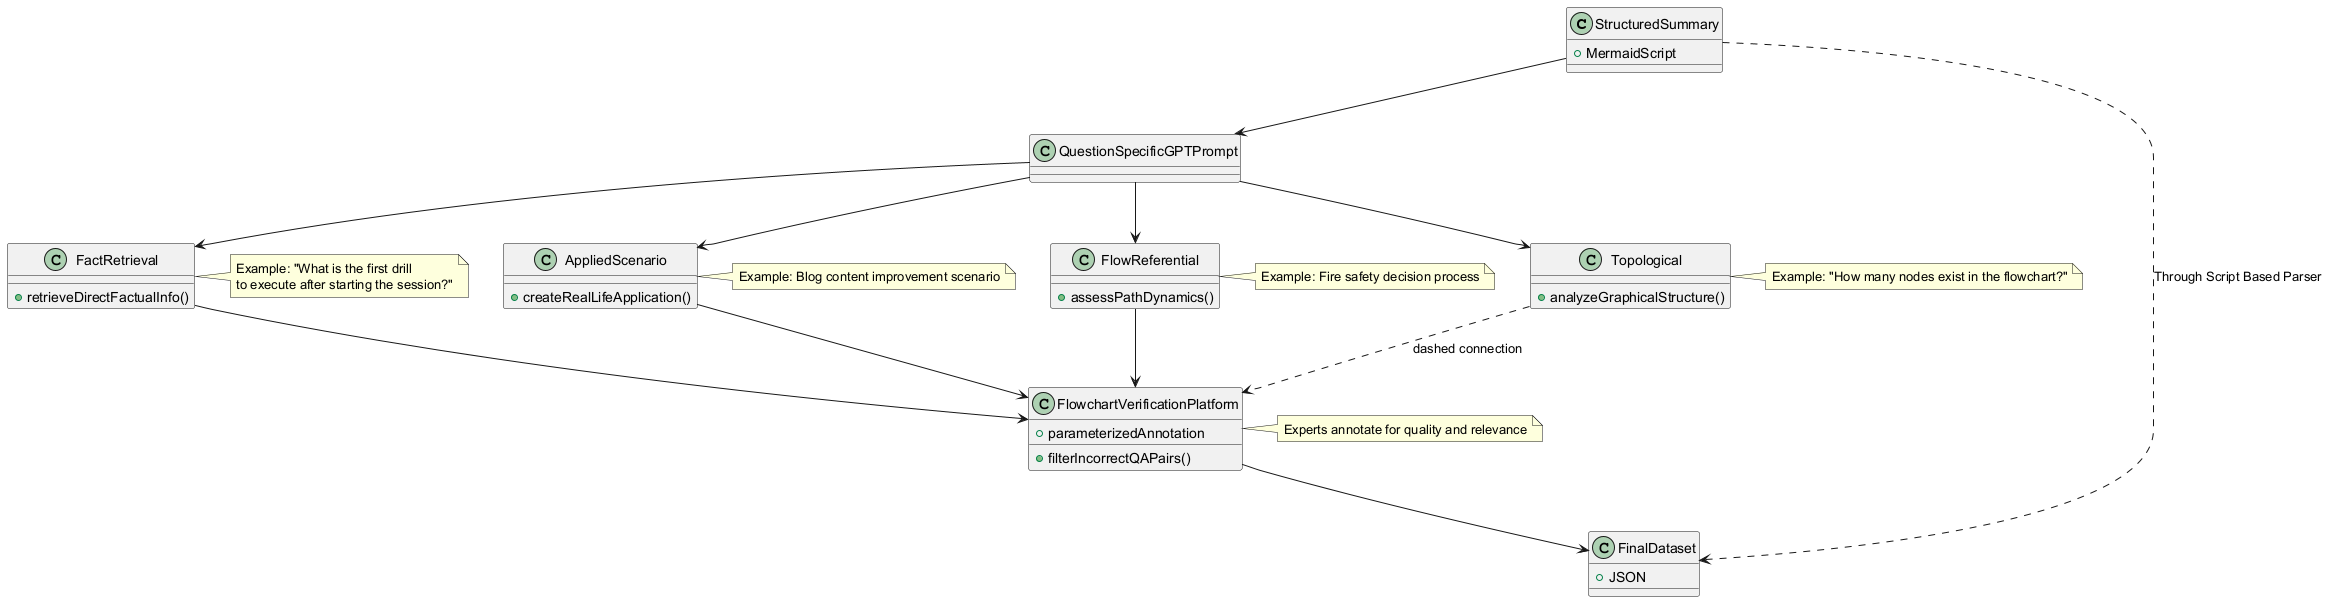 C StructuredSummary
MermaidScript
C QuestionSpecificGPTPrompt
C FactRetrieval
retrieveDirectFactualInfo()
Example: "What is the first drill
to execute after starting the session?"
C AppliedScenario
createRealLifeApplication()
Example: Blog content improvement scenario
C FlowReferential
assessPathDynamics()
Example: Fire safety decision process
C Topological
analyzeGraphicalStructure()
Example: "How many nodes exist in the flowchart?"
Through Script Based Parser
dashed connection
C FlowchartVerificationPlatform
parameterizedAnnotation
filterIncorrectQAPairs()
Experts annotate for quality and relevance
C FinalDataset
JSON